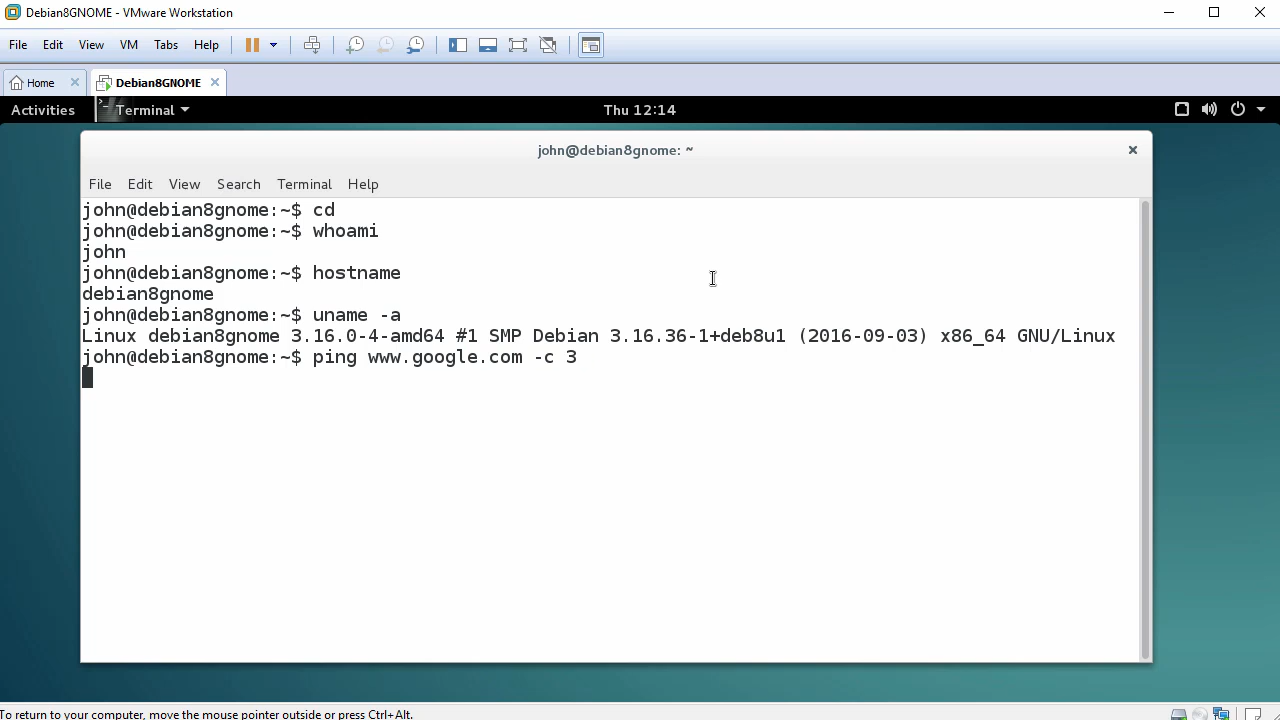 Debian8GNOME - VMware Workstation
File Edit View VM Tabs Help
Home Debian8GNOME
Activities Terminal Thu 12:14
john@debian8gnome: ~
File Edit View Search Terminal Help
john@debian8gnome:~$ cd
john@debian8gnome:~$ whoami
john
john@debian8gnome:~$ hostname
debian8gnome
john@debian8gnome:~$ uname -a
Linux debian8gnome 3.16.0-4-amd64 #1 SMP Debian 3.16.36-1+deb8u1 (2016-09-03) x86_64 GNU/Linux
john@debian8gnome:~$ ping www.google.com -c 3
To return to your computer, move the mouse pointer outside or press Ctrl+Alt.